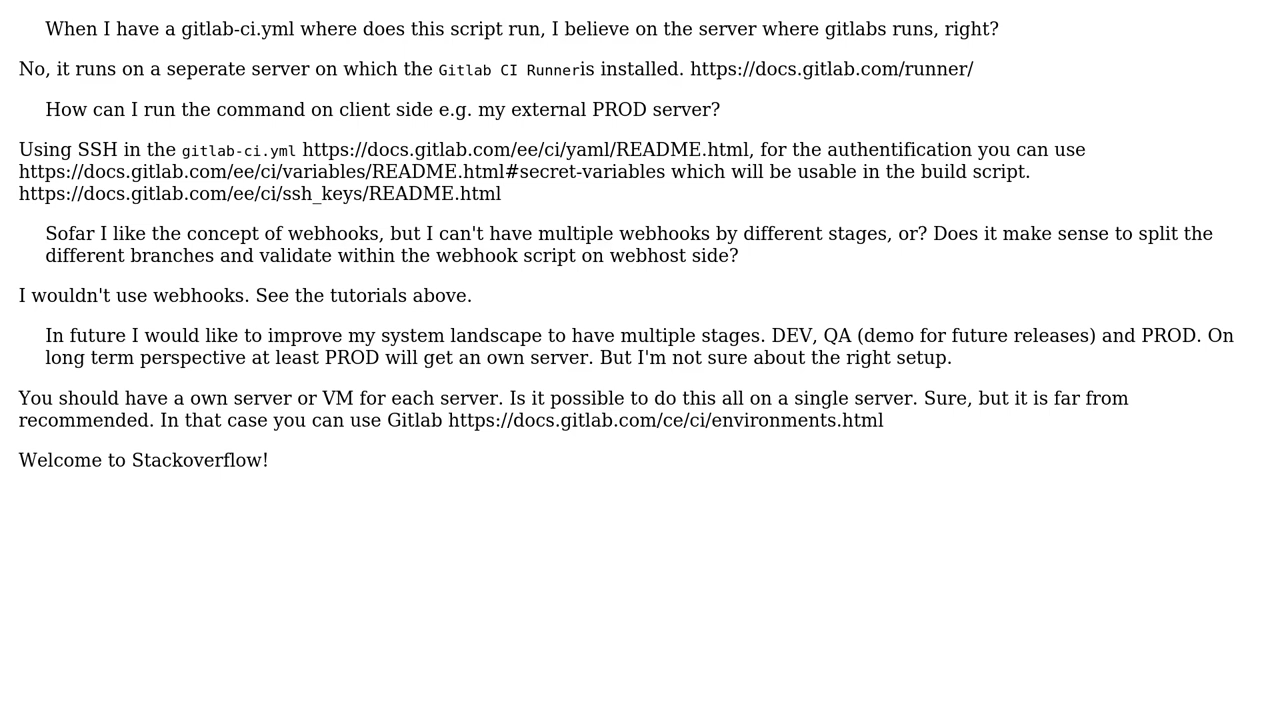 When I have a gitlab-ci.yml where does this script run, I believe on the server where gitlabs runs, right?
No, it runs on a seperate server on which the Gitlab CI Runneris installed. https://docs.gitlab.com/runner/
How can I run the command on client side e.g. my external PROD server?
Using SSH in the gitlab-ci.yml https://docs.gitlab.com/ee/ci/yaml/README.html, for the authentification you can use
https://docs.gitlab.com/ee/ci/variables/README.html#secret-variables which will be usable in the build script.
https://docs.gitlab.com/ee/ci/ssh_keys/README.html
Sofar I like the concept of webhooks, but I can't have multiple webhooks by different stages, or? Does it make sense to split the
different branches and validate within the webhook script on webhost side?
I wouldn't use webhooks. See the tutorials above.
In future I would like to improve my system landscape to have multiple stages. DEV, QA (demo for future releases) and PROD. On
long term perspective at least PROD will get an own server. But I'm not sure about the right setup.
You should have a own server or VM for each server. Is it possible to do this all on a single server. Sure, but it is far from
recommended. In that case you can use Gitlab https://docs.gitlab.com/ce/ci/environments.html
Welcome to Stackoverflow!